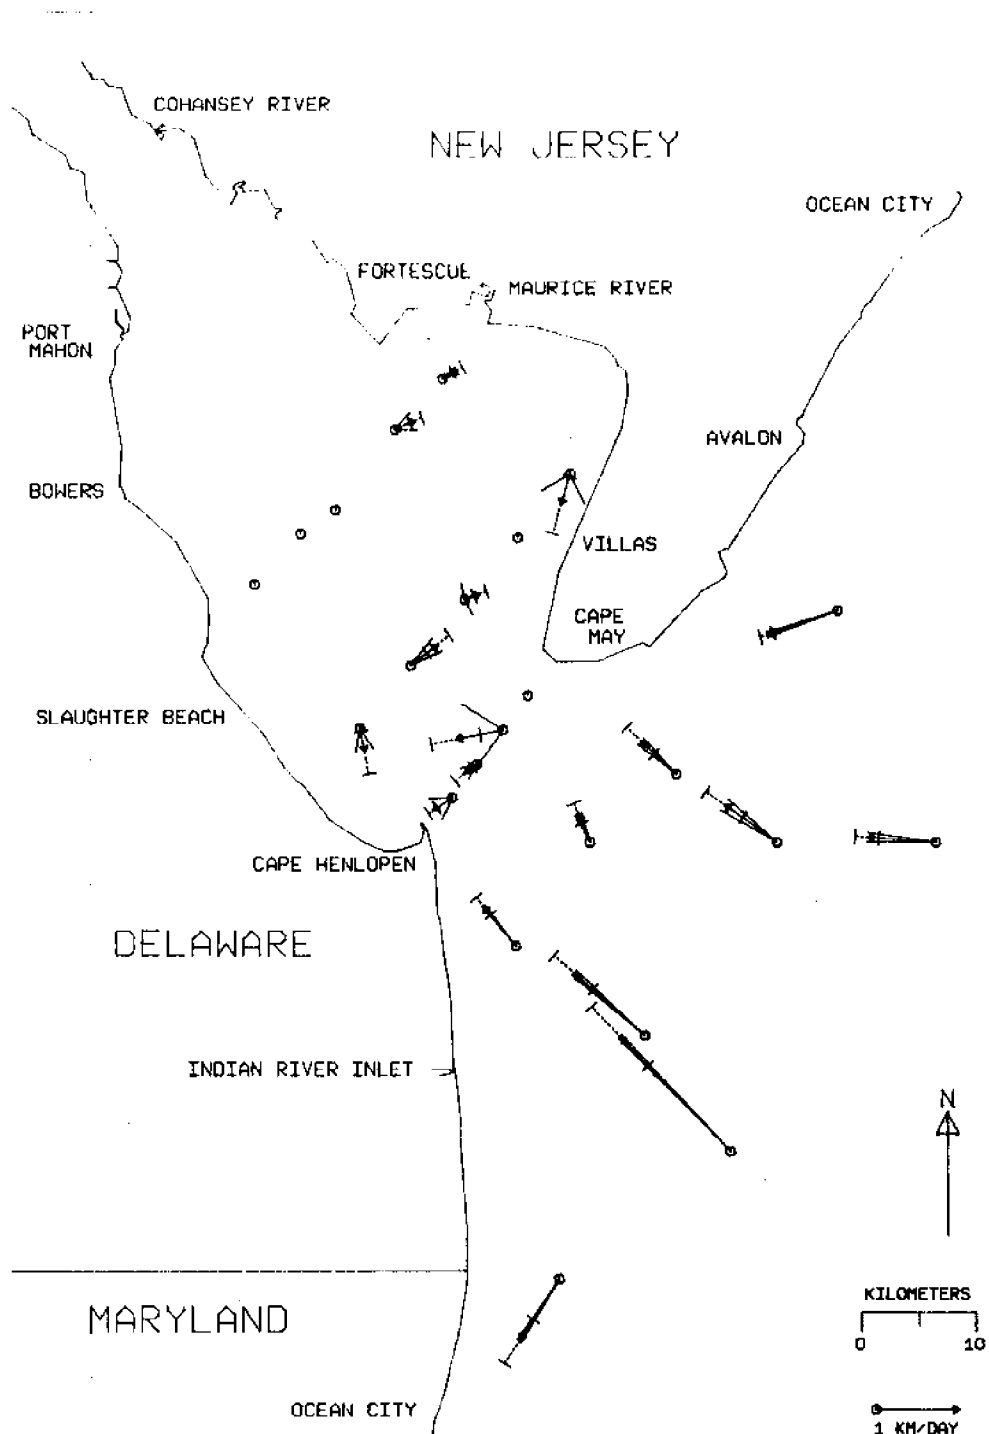 COHANSEY RIVER
NEW JERSEY
OCEAN CITY
FORTESCUE
MAURICE RIVER
PORT
MAHON
AVALON
BOWERS
VILLAS
CAPE
MAY
SLAUGHTER BEACH
CAPE HENLOPEN
DELAWARE
INDIAN RIVER INLET
N
KILOMETERS
0 10
MARYLAND
OCEAN CITY
1 KM/DAY